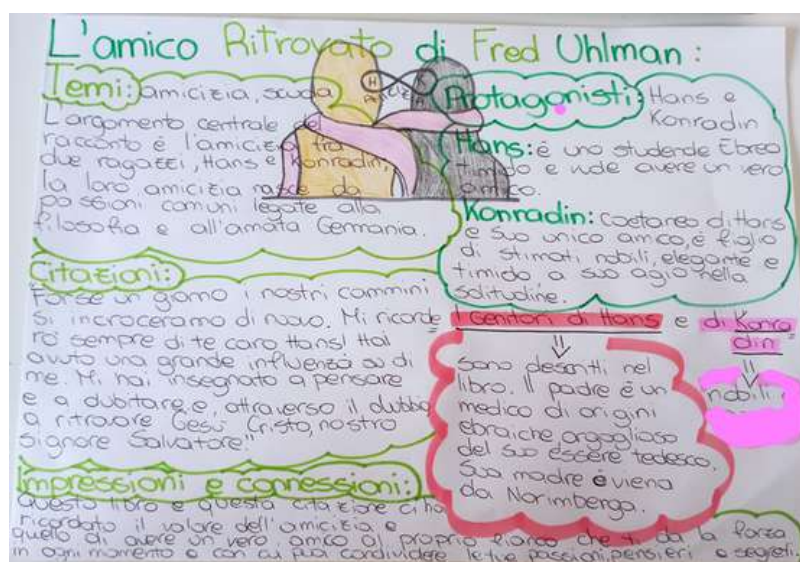 L'amico Ritrovato di Fred Uhlman:
Temi: amicizia, scuola
L'argomento centrale del
racconto è l'amicizia fra
due ragazzi, Hans e Konradin,
la loro amicizia nasce da
passioni comuni legate alla
filosofia e all'amata Germania.
Protagonisti: Hans e
Konradin
Hans: è uno studende Ebreo
timido e vuole avere un vero
amico.
Konradin: coetaneo di Hans
e suo unico amico, è figlio
di stimati nobili, elegante e
timido a suo agio nella
solitudine.
Citazioni:
"Forse un giorno i nostri cammini
si incroceranno di nuovo. Mi ricorde
rò sempre di te caro Hans! Hai
avuto una grande influenza su di
me. Mi hai insegnato a pensare
e a dubitare e, attraverso il dubbio,
a ritrovare Gesù Cristo, nostro
signore Salvatore"
I Genitori di Hans e di Konra
din
sono descritti nel
libro. Il padre è un
medico di origini
ebraiche orgoglioso
del suo essere tedesco.
Sua madre è viena
da Norimberga.
nobili
Impressioni e connessioni:
Questo libro e questa citazione ci ha
ricordato il valore dell'amicizia e
quello di avere un vero amico al proprio fianco che ti da la forza
in ogni momento e con cui puoi condividere le tue passioni, pensieri e segreti.